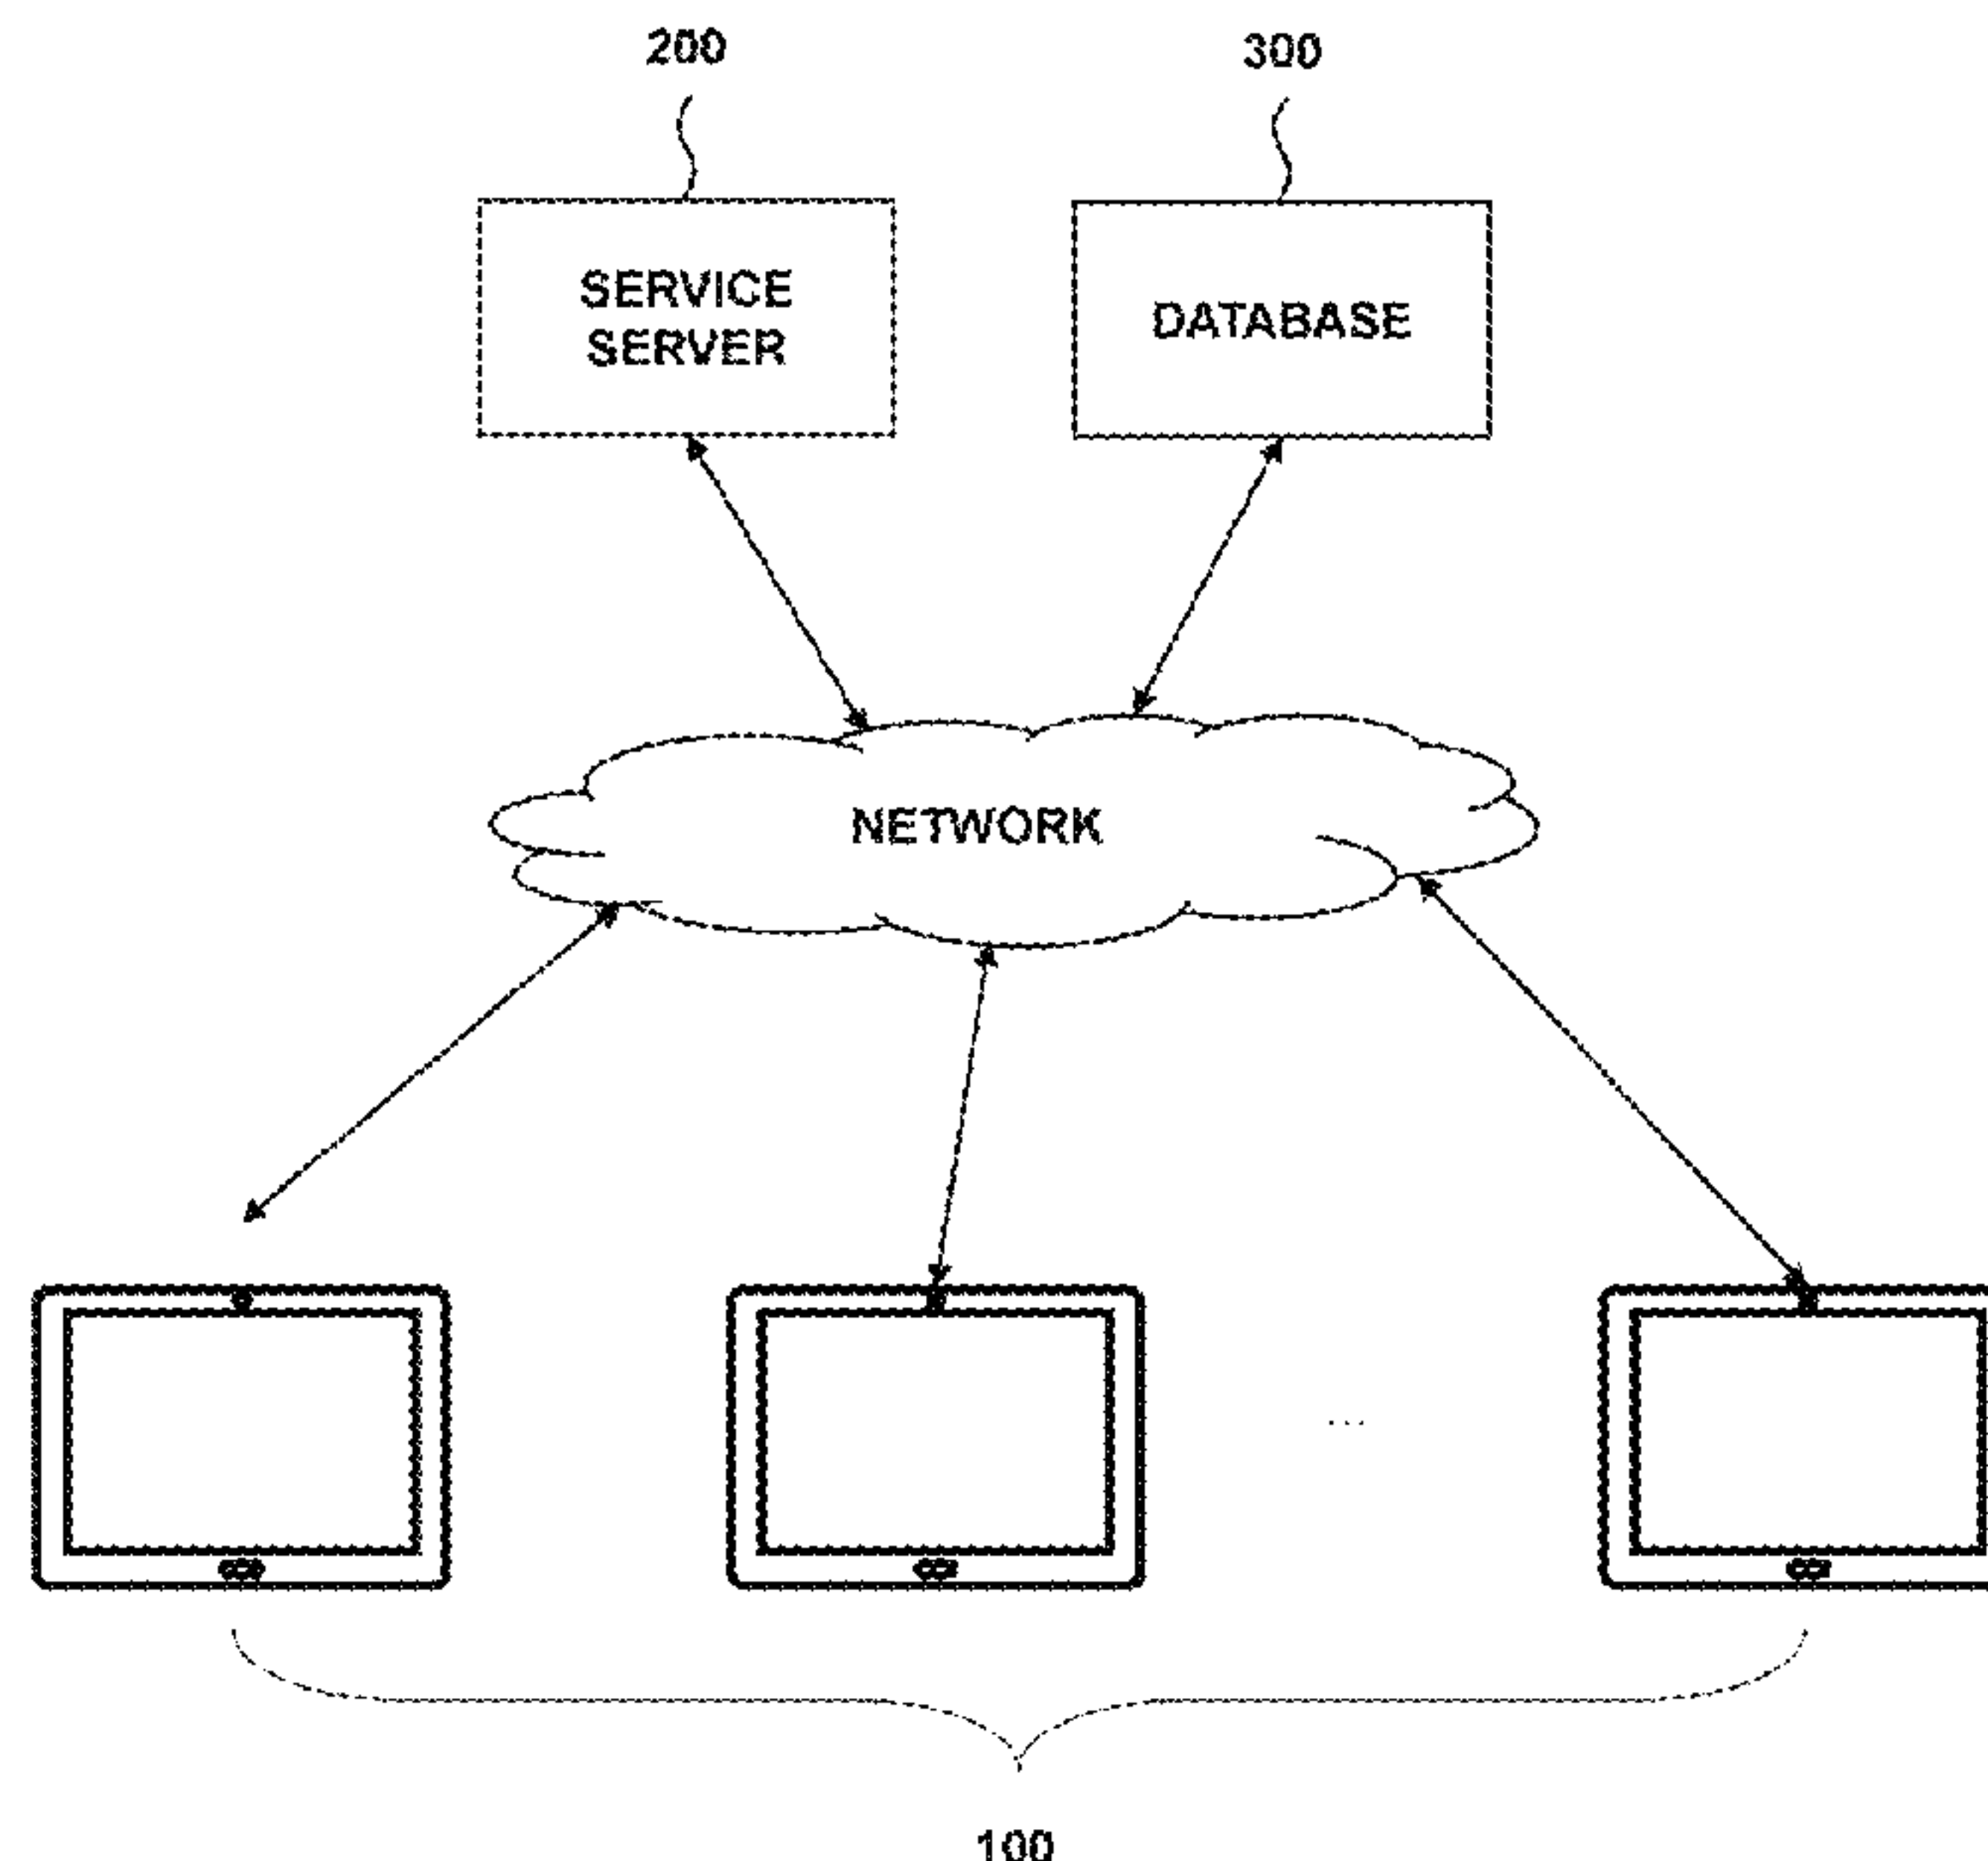 200
300
SERVICE
SERVER
DATABASE
NETWORK
...
100